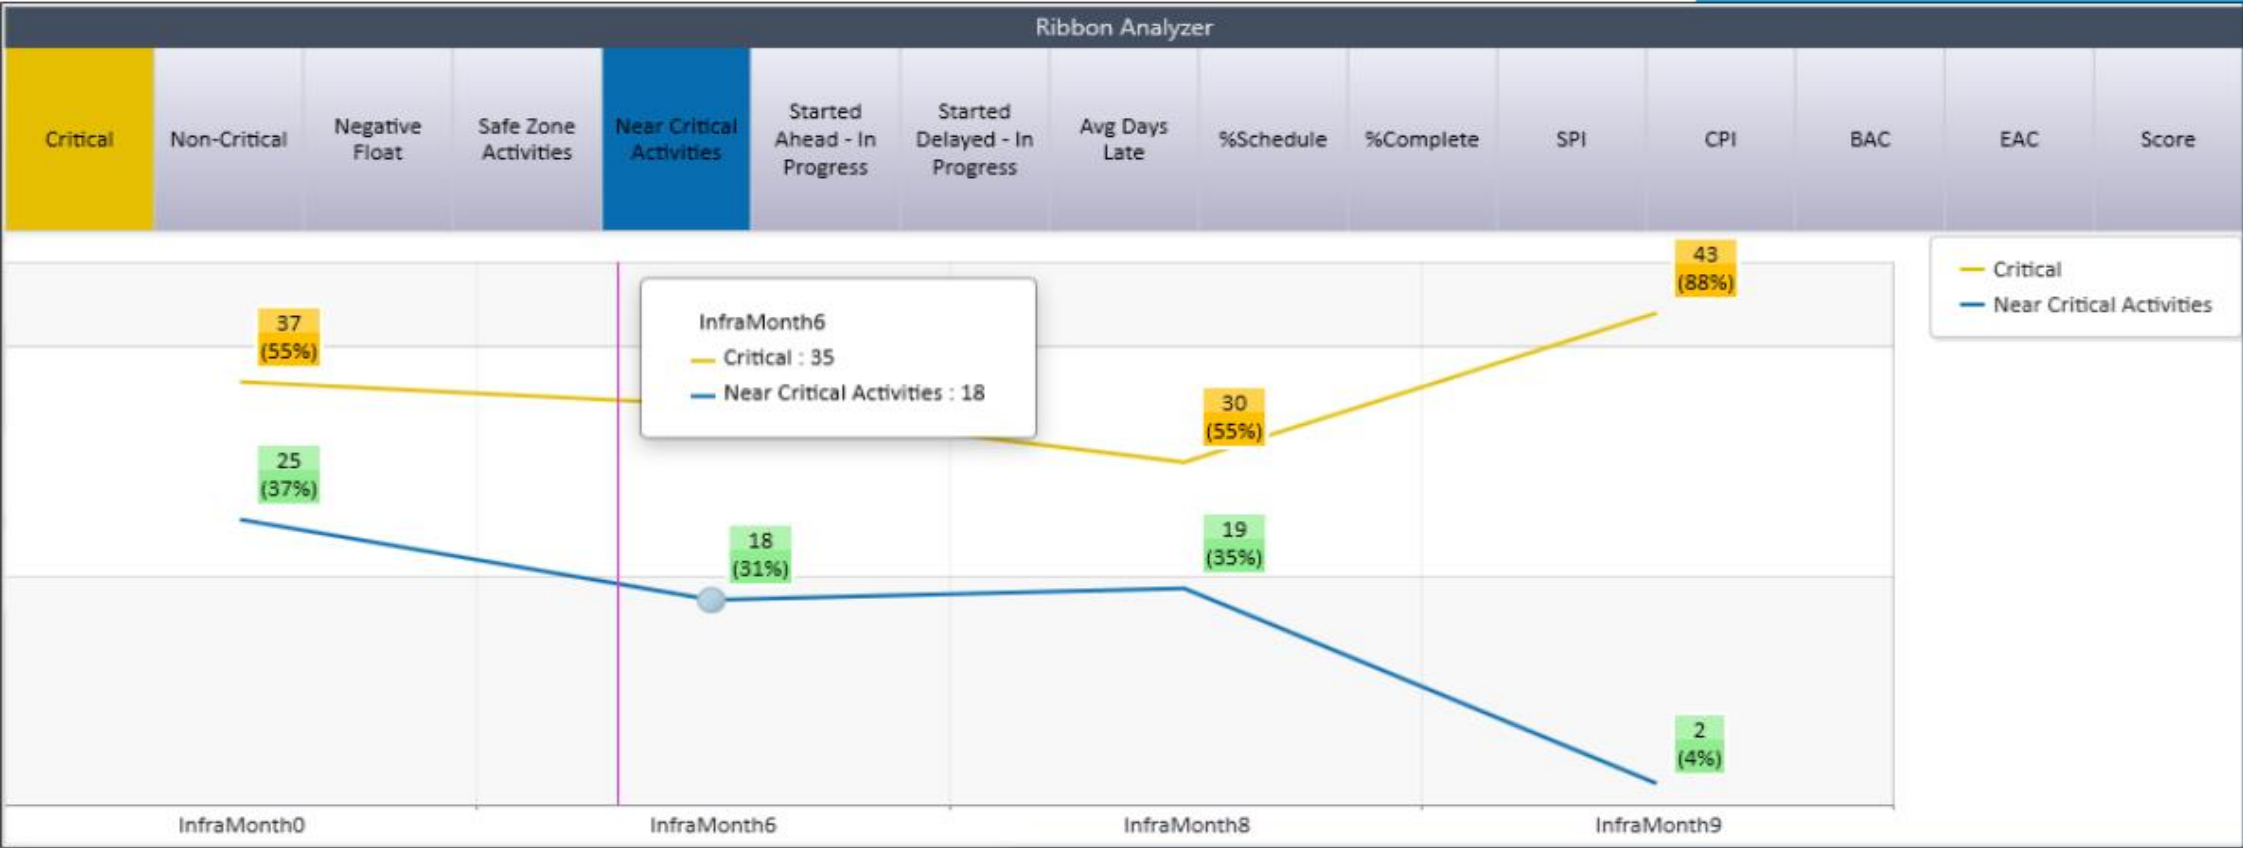 Ribbon Analyzer
Critical
Non-Critical
Negative
Float
Safe Zone
Activities
Near Critical
Activities
Started
Ahead - In
Progress
Started
Delayed - In
Progress
Avg Days
Late
%Schedule
%Complete
SPI
CPI
BAC
EAC
Score
43
(88%)
Critical
Near Critical Activities
37
(55%)
InfraMonth6
Critical : 35
Near Critical Activities : 18
30
(55%)
25
(37%)
18
(31%)
19
(35%)
2
(4%)
InfraMonth0
InfraMonth6
InfraMonth8
InfraMonth9